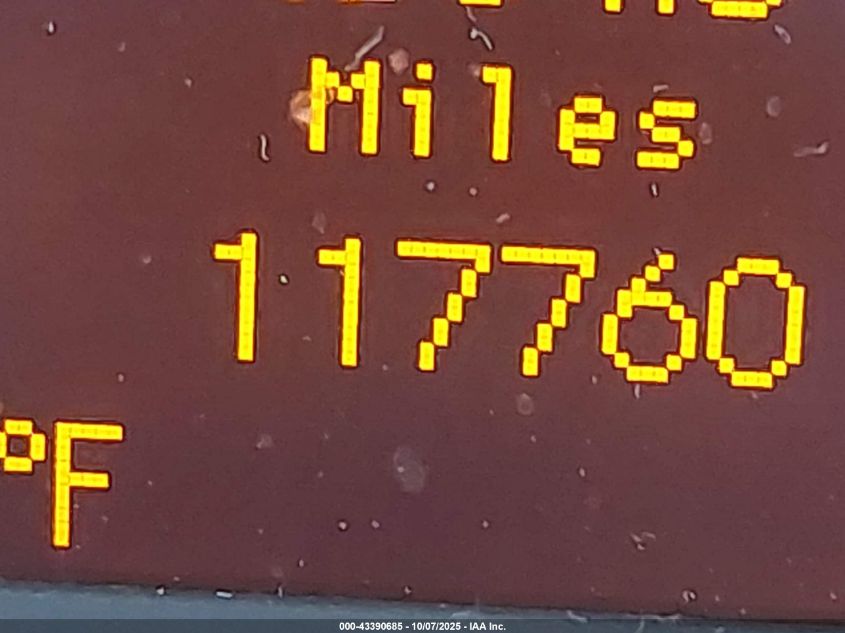 Miles
117760
°F
000-43390685 - 10/07/2025 - IAA Inc.